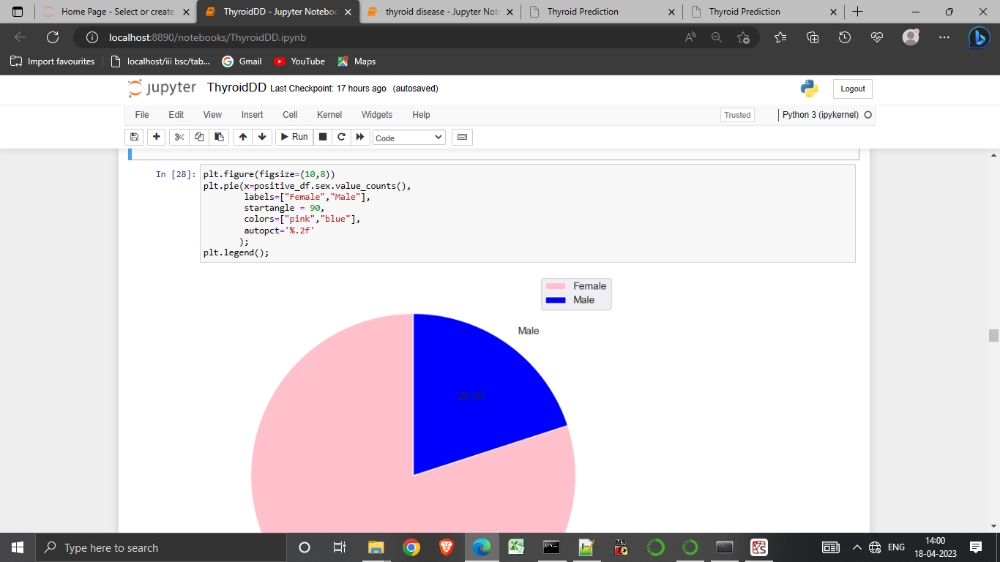 Home Page - Select or create
ThyroidDD - Jupyter Noteboo
thyroid disease - Jupyter Not
Thyroid Prediction
Thyroid Prediction
localhost:8890/notebooks/ThyroidDD.ipynb
Import favourites
localhost/iii bsc/tab...
Gmail
YouTube
Maps
jupyter
ThyroidDD Last Checkpoint: 17 hours ago (autosaved)
Logout
File Edit View Insert Cell Kernel Widgets Help
Trusted
Python 3 (ipykernel)
Run
Code
In [28]:
plt.figure(figsize=(10,8))
plt.pie(x=positive_df.sex.value_counts(),
labels=["Female","Male"],
startangle = 90,
colors=["pink","blue"],
autopct='%.2f'
);
plt.legend();
Female
Male
Male
20.00
Type here to search
ENG
14:00
18-04-2023